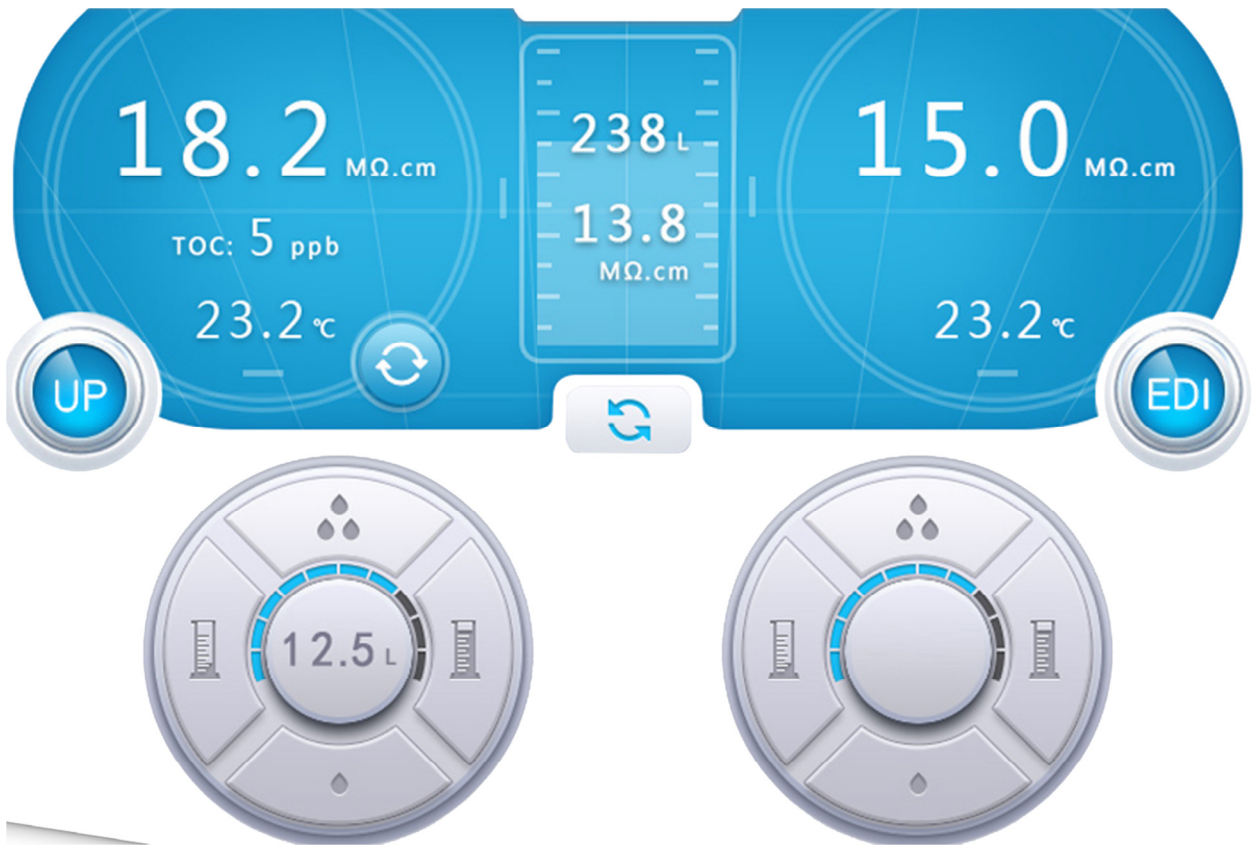 18.2 MΩ.cm
TOC: 5 ppb
23.2 ℃
UP
238 L
13.8
MΩ.cm
15.0 MΩ.cm
23.2 ℃
EDI
12.5 L